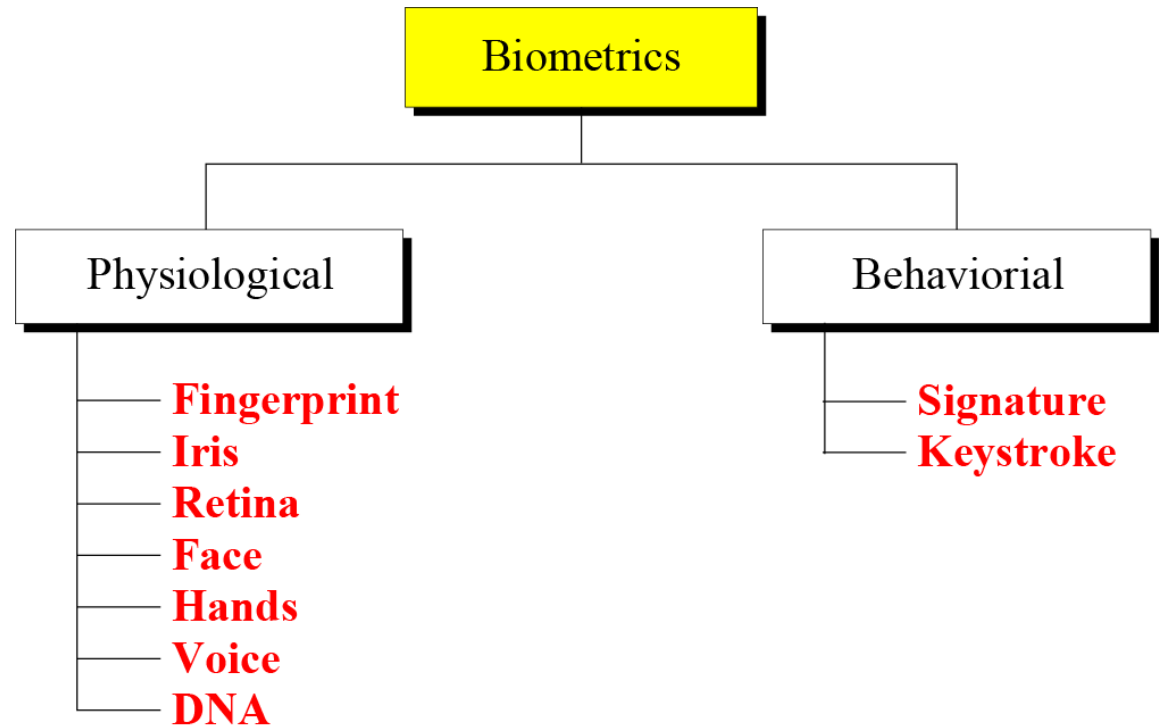 Biometrics
Physiological
Behaviorial
Fingerprint
Iris
Retina
Face
Hands
Voice
DNA
Signature
Keystroke